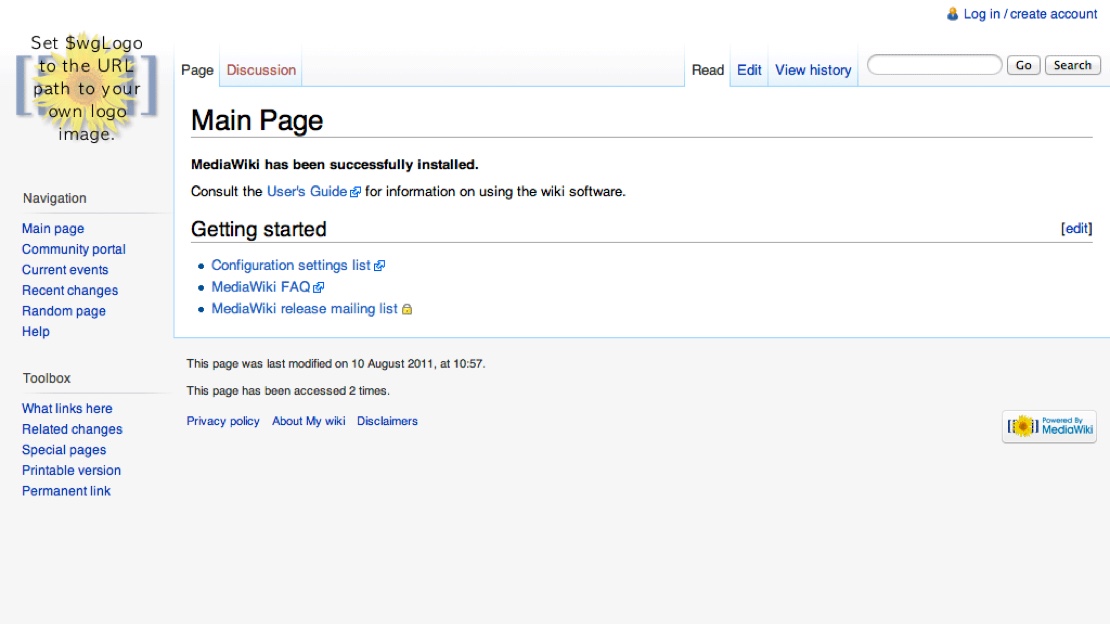 Log in / create account
Set $wgLogo
to the URL
path to your
own logo
image.
Page Discussion Read Edit View history Go Search
Main Page
MediaWiki has been successfully installed.
Consult the User's Guide for information on using the wiki software.
Getting started [edit]
Configuration settings list
MediaWiki FAQ
MediaWiki release mailing list
Navigation
Main page
Community portal
Current events
Recent changes
Random page
Help
Toolbox
What links here
Related changes
Special pages
Printable version
Permanent link
This page was last modified on 10 August 2011, at 10:57.
This page has been accessed 2 times.
Privacy policy About My wiki Disclaimers
Powered By
MediaWiki